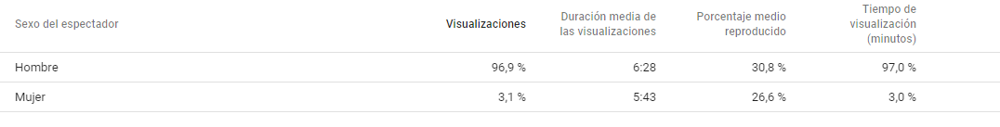 Sexo del espectador Visualizaciones Duración media de las visualizaciones Porcentaje medio reproducido Tiempo de visualización (minutos)
Hombre 96,9 % 6:28 30,8 % 97,0 %
Mujer 3,1 % 5:43 26,6 % 3,0 %